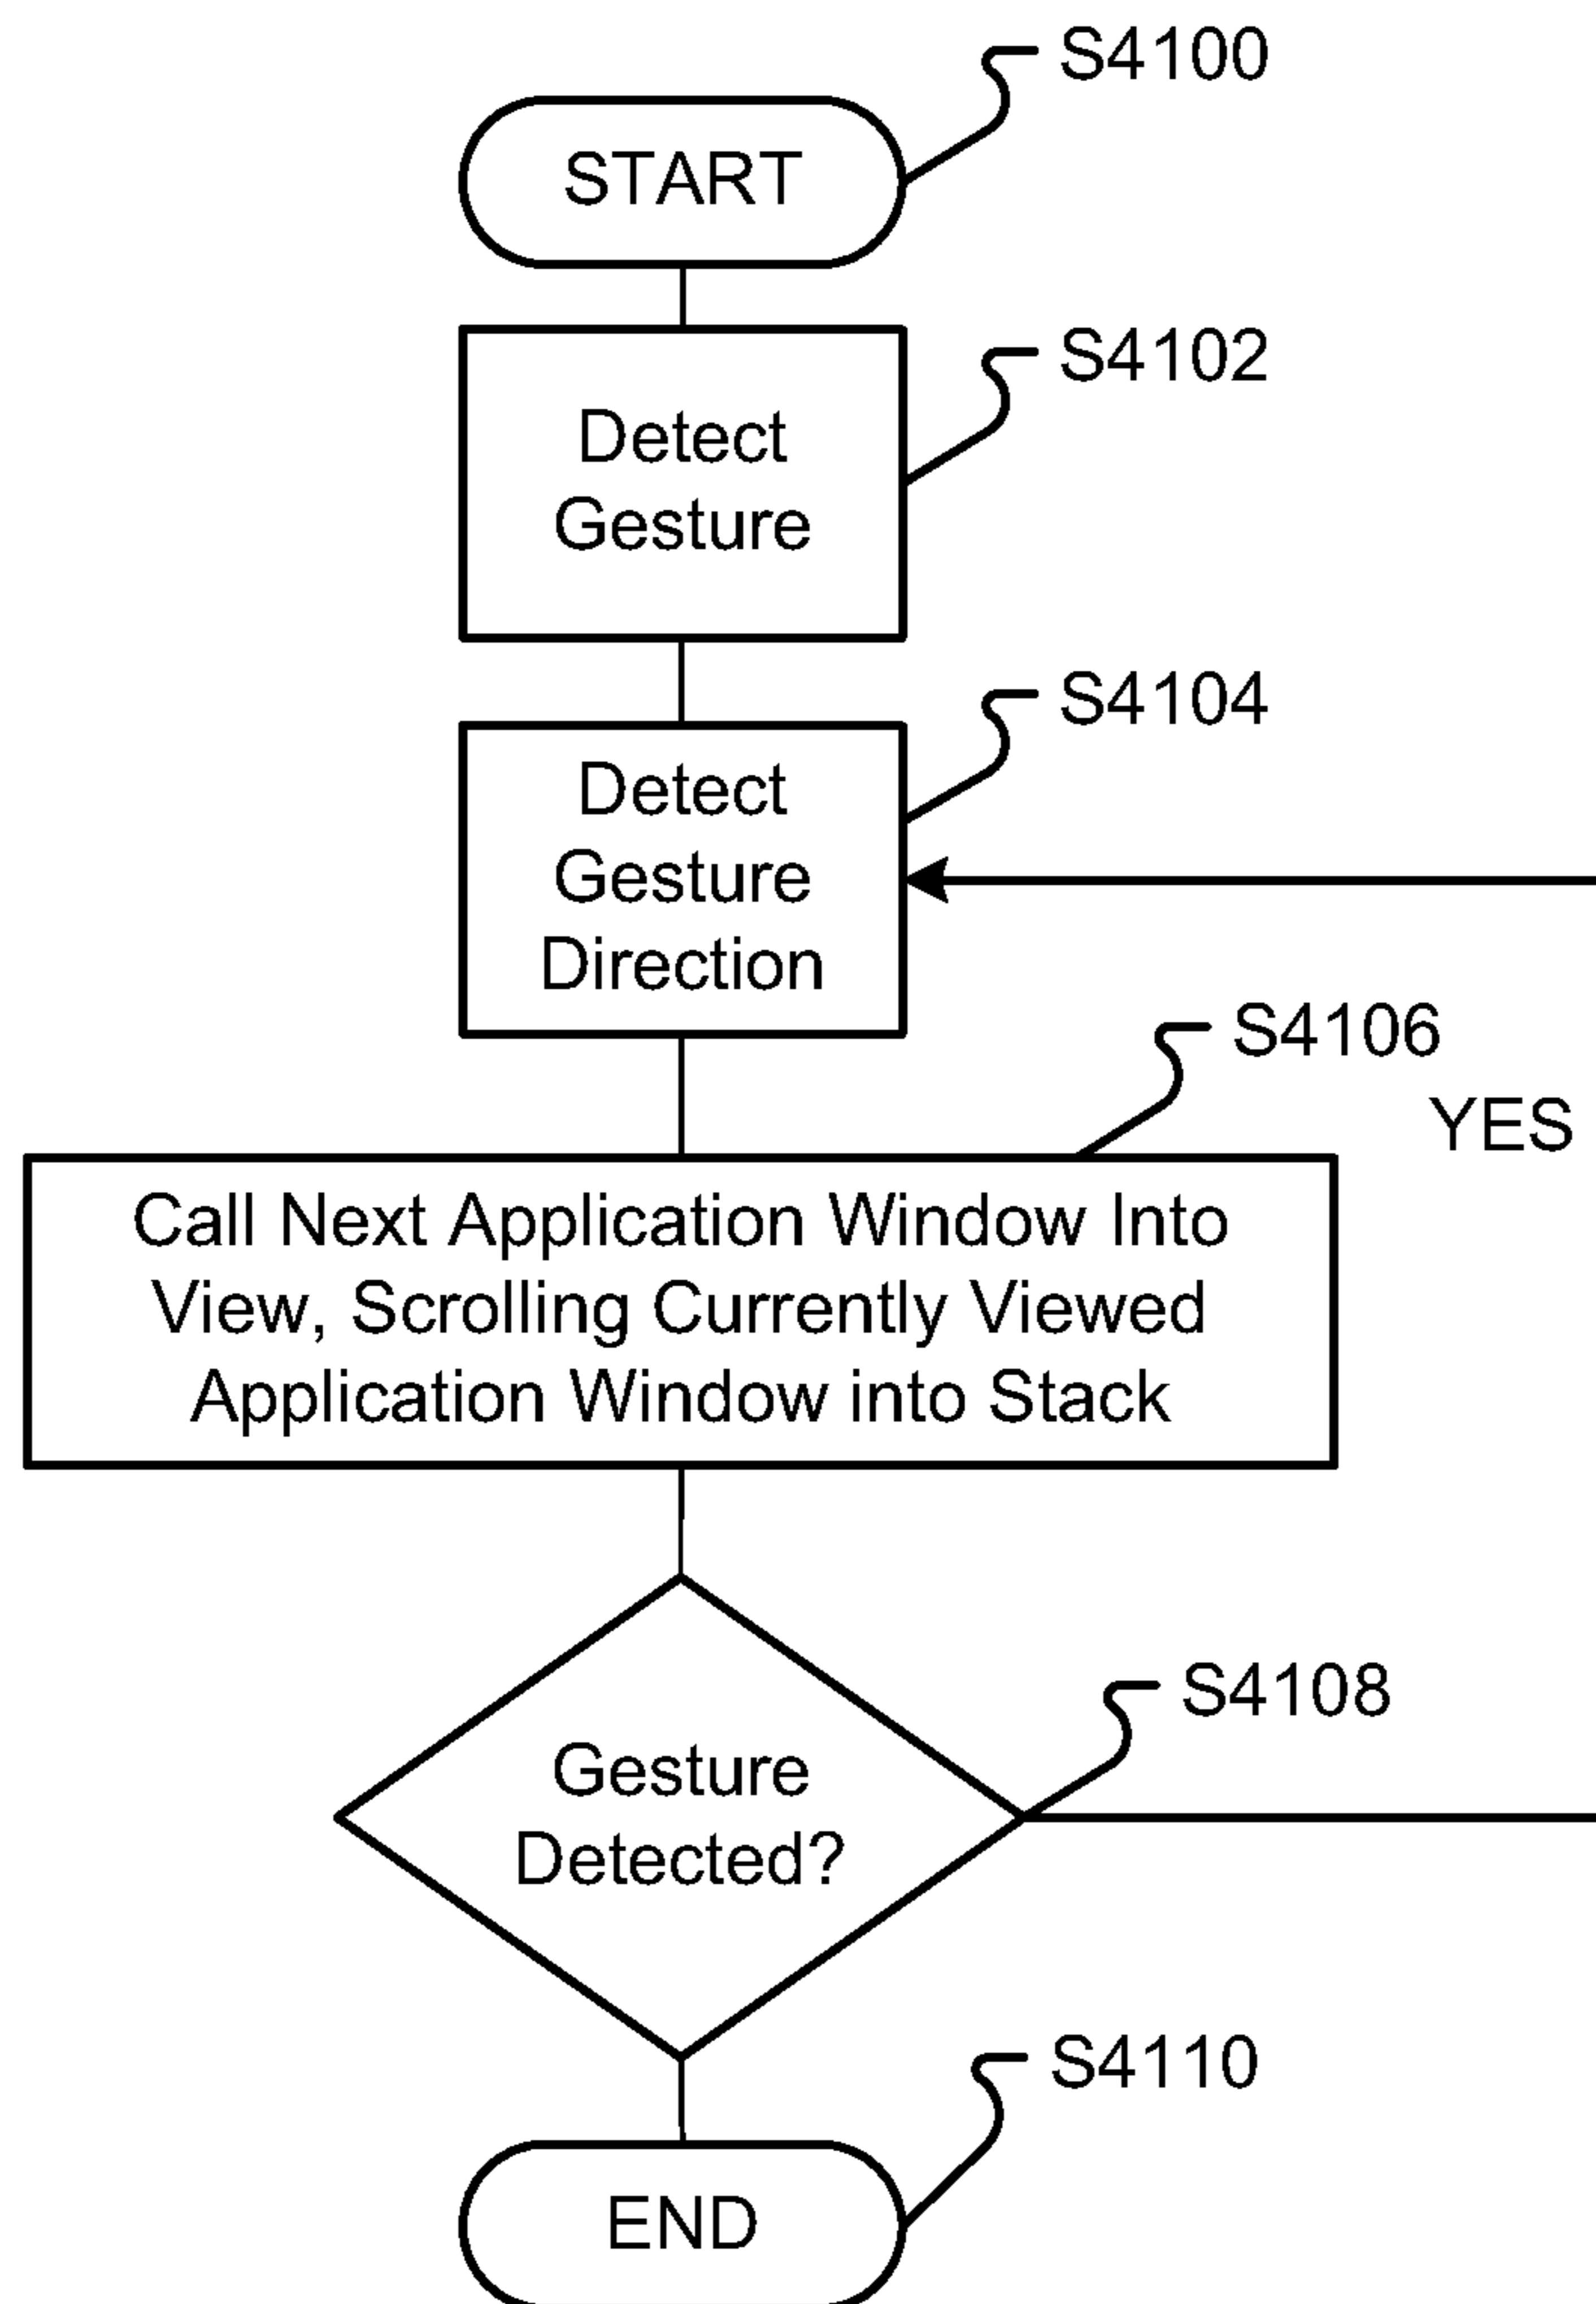 S4100
START
S4102
Detect
Gesture
S4104
Detect
Gesture
Direction
S4106
YES
Call Next Application Window Into
View, Scrolling Currently Viewed
Application Window into Stack
S4108
Gesture
Detected?
S4110
END